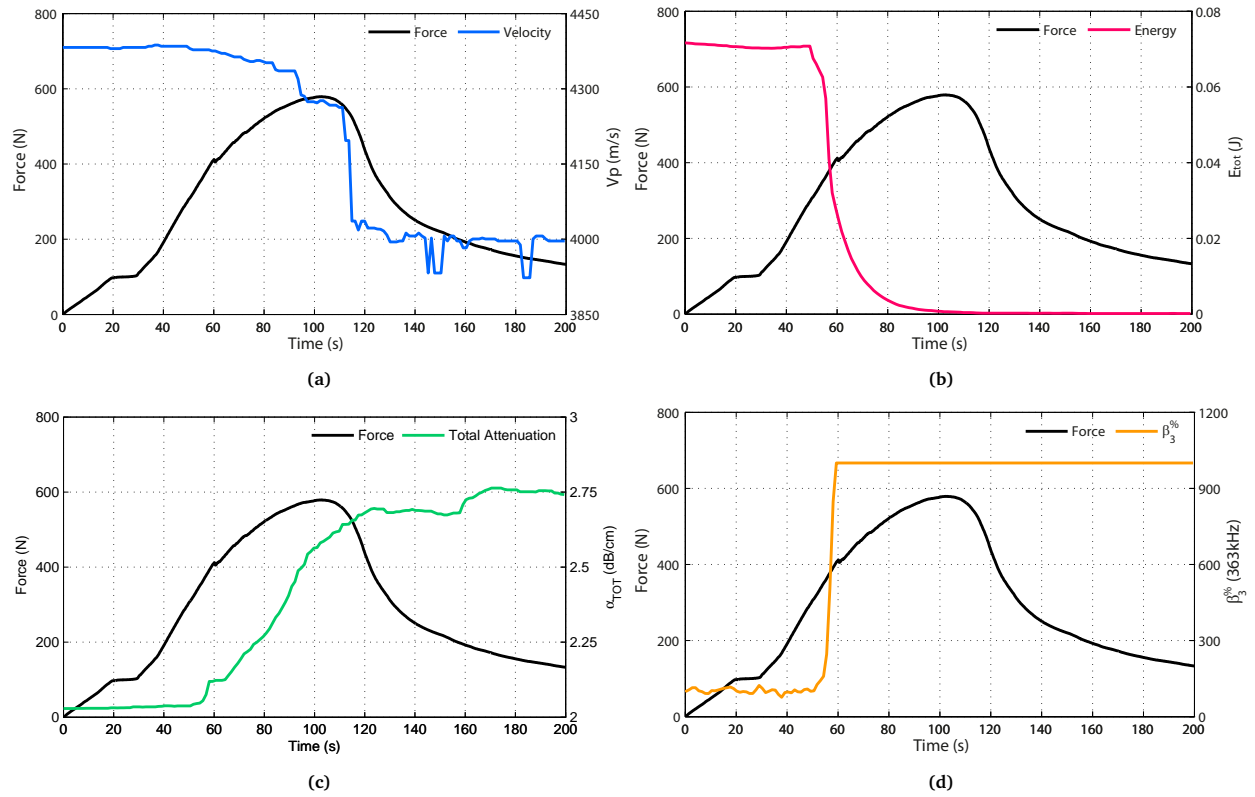 Force Velocity
800
600
400
200
0
Force (N)
4450
4300
4150
4000
3850
Vp (m/s)
0 20 40 60 80 100 120 140 160 180 200
Time (s)
(a)
Force Energy
800
600
400
200
0
Force (N)
0.08
0.06
0.04
0.02
0
Etot (J)
0 20 40 60 80 100 120 140 160 180 200
Time (s)
(b)
Force Total Attenuation
800
600
400
200
0
Force (N)
3
2.75
2.5
2.25
2
αTOT (dB/cm)
0 20 40 60 80 100 120 140 160 180 200
Time (s)
(c)
Force β3%
800
600
400
200
0
Force (N)
1200
900
600
300
0
β3% (363kHz)
0 20 40 60 80 100 120 140 160 180 200
Time (s)
(d)